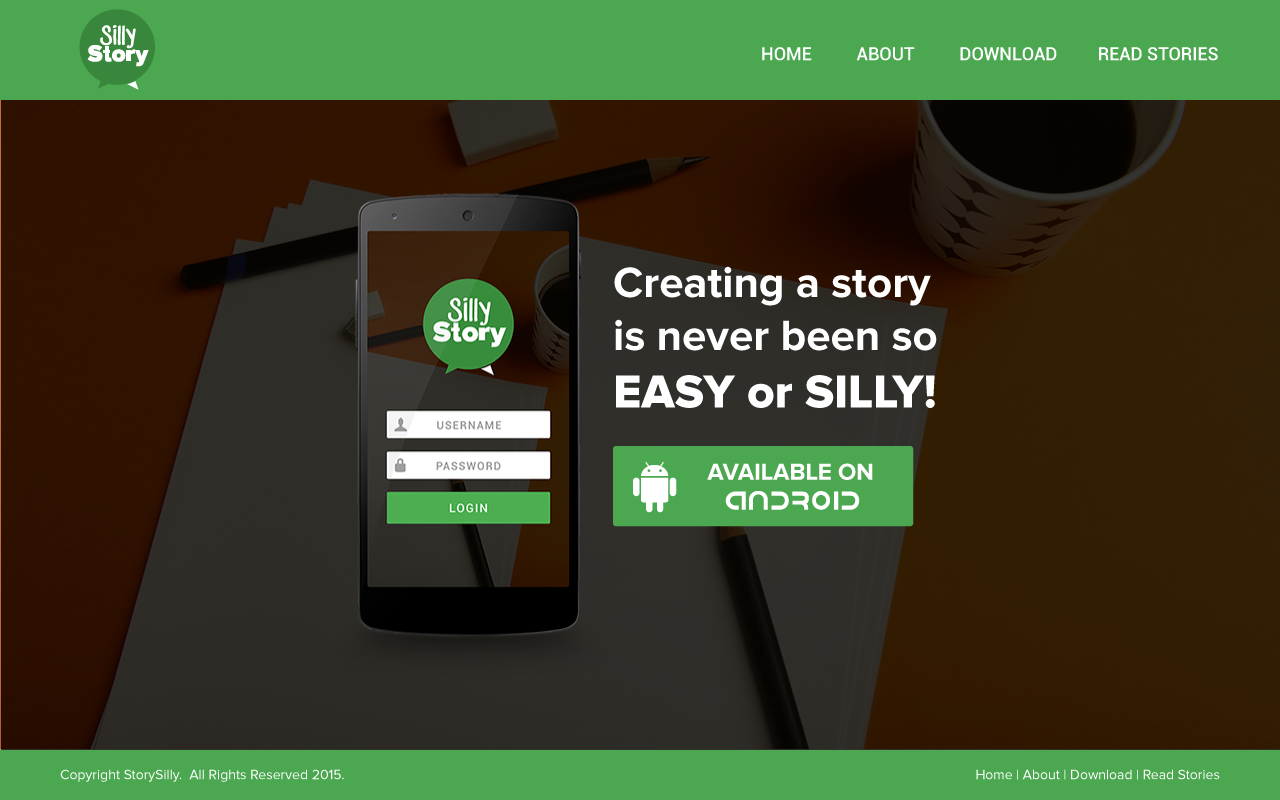 Silly
Story
HOME ABOUT DOWNLOAD READ STORIES
Silly
Story
USERNAME
PASSWORD
LOGIN
Creating a story
is never been so
EASY or SILLY!
AVAILABLE ON
ANDROID
Copyright StorySilly. All Rights Reserved 2015.
Home | About | Download | Read Stories